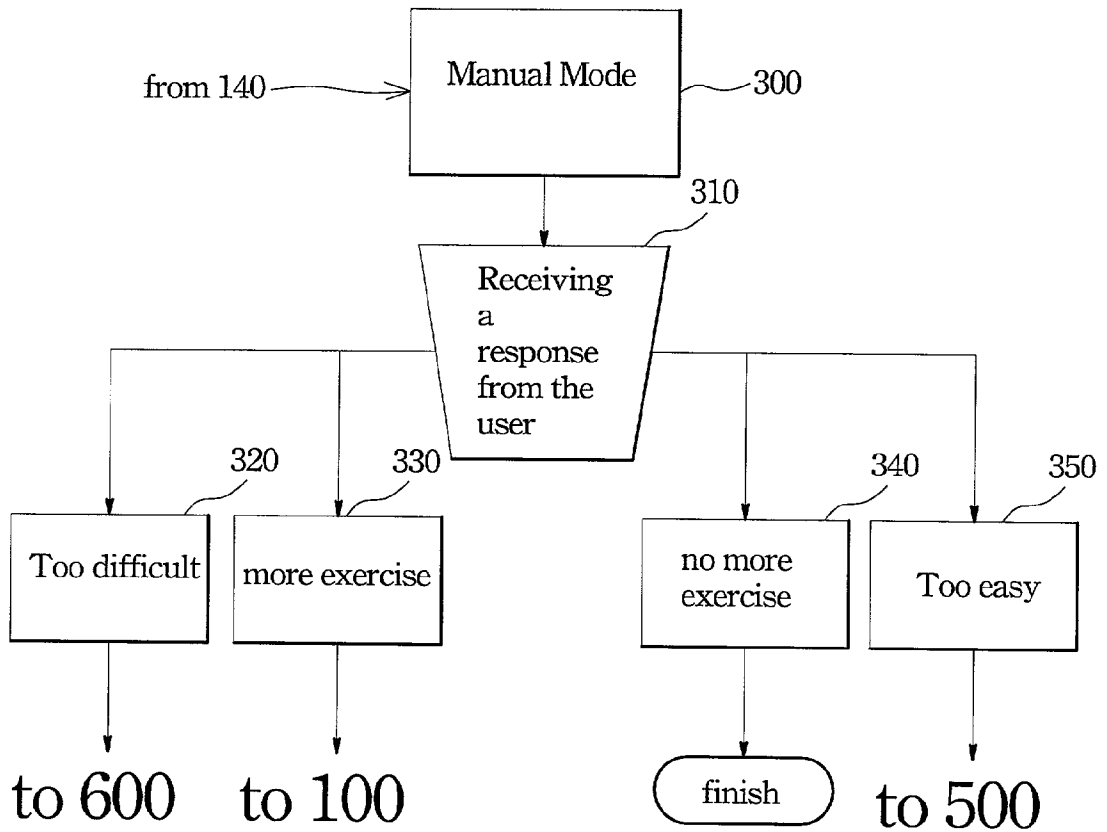 Manual Mode
from 140
300
310
Receiving
a
response
from the
user
320
330
340
350
Too difficult
more exercise
no more
exercise
Too easy
to 600
to 100
finish
to 500